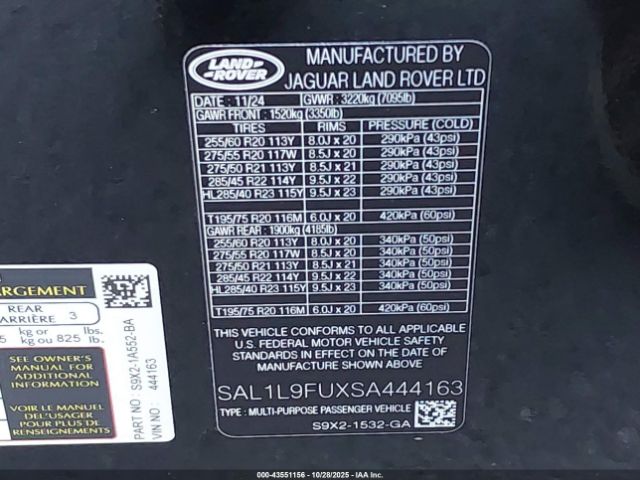 LAND-
ROVER
MANUFACTURED BY
JAGUAR LAND ROVER LTD
DATE : 11/24 GVWR : 3220kg (7095lb)
GAWR FRONT : 1520kg (3350lb)
TIRES RIMS PRESSURE (COLD)
255/60 R20 113Y 8.0J x 20 290kPa (43psi)
275/55 R20 117W 8.5J x 20 290kPa (43psi)
275/50 R21 113Y 8.5J x 21 290kPa (43psi)
285/45 R22 114Y 9.5J x 22 290kPa (43psi)
HL285/40 R23 115Y 9.5J x 23 290kPa (43psi)
T195/75 R20 116M 6.0J x 20 420kPa (60psi)
GAWR REAR : 1900kg (4185lb)
255/60 R20 113Y 8.0J x 20 340kPa (50psi)
275/55 R20 117W 8.5J x 20 340kPa (50psi)
275/50 R21 113Y 8.5J x 21 340kPa (50psi)
285/45 R22 114Y 9.5J x 22 340kPa (50psi)
HL285/40 R23 115Y 9.5J x 23 340kPa (50psi)
T195/75 R20 116M 6.0J x 20 420kPa (60psi)
THIS VEHICLE CONFORMS TO ALL APPLICABLE
U.S. FEDERAL MOTOR VEHICLE SAFETY
STANDARDS IN EFFECT ON THE DATE OF
MANUFACTURE SHOWN ABOVE.
SAL1L9FUXSA444163
TYPE : MULTI-PURPOSE PASSENGER VEHICLE
S9X2-1532-GA
ARGEMENT
REAR
ARRIÈRE 3
kg or lbs.
5 kg ou 825 lb.
SEE OWNER'S
MANUAL FOR
ADDITIONAL
INFORMATION
VOIR LE MANUEL
DE L'USAGER
POUR PLUS DE
RENSEIGNEMENTS
PART NO : S9X2-1A552-BA
VIN : 444163
000-43551156 - 10/28/2025 - IAA Inc.